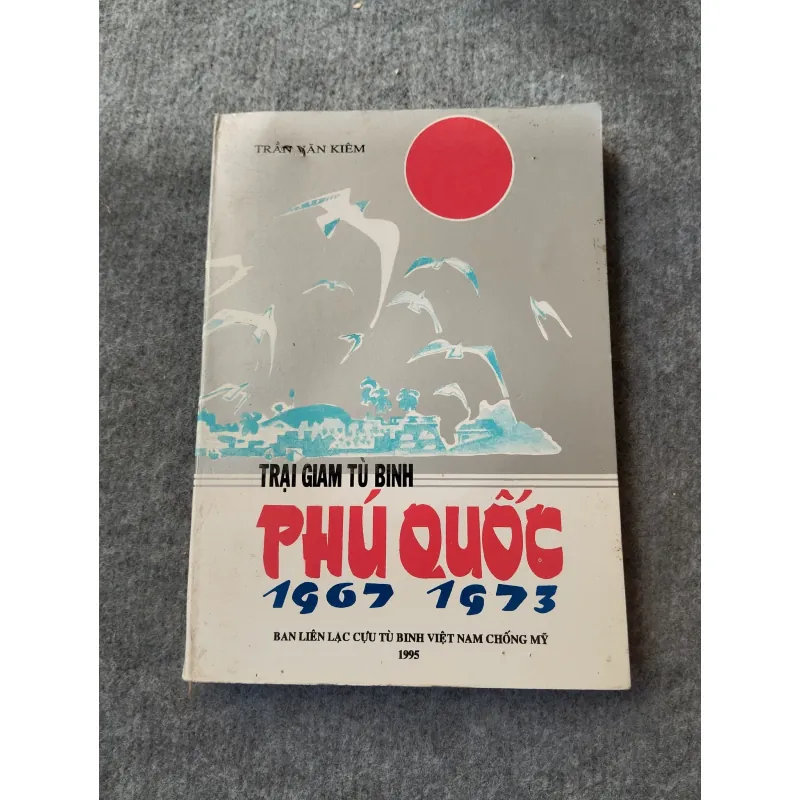 TRẦN VĂN KIÊM
TRẠI GIAM TÙ BINH
PHÚ QUỐC
1967 1973
BAN LIÊN LẠC CỰU TÙ BINH VIỆT NAM CHỐNG MỸ
1995